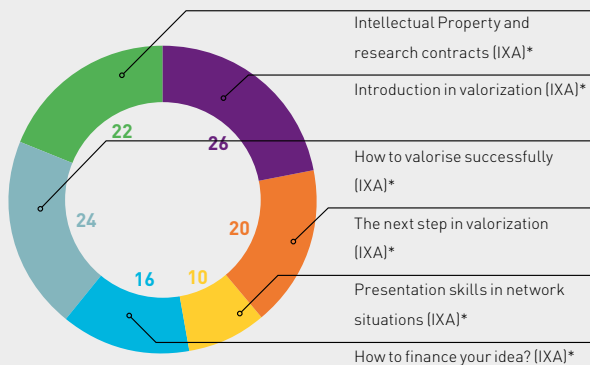 Intellectual Property and
research contracts (IXA)*
Introduction in valorization (IXA)*
How to valorise successfully
(IXA)*
The next step in valorization
(IXA)*
Presentation skills in network
situations (IXA)*
How to finance your idea? (IXA)*
22
26
24
20
16
10